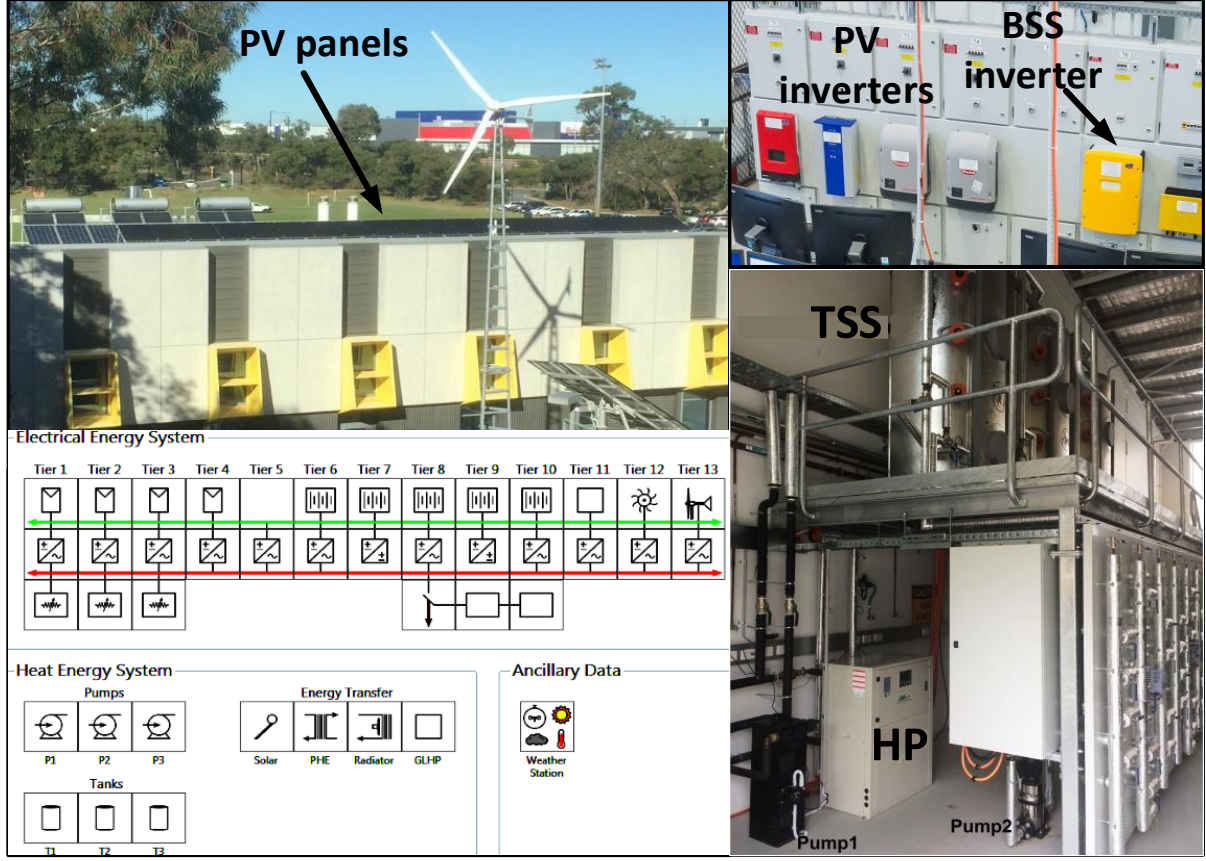 PV panels
PV
inverters
BSS
inverter
TSS
HP
Pump1
Pump2
Electrical Energy System
Tier 1 Tier 2 Tier 3 Tier 4 Tier 5 Tier 6 Tier 7 Tier 8 Tier 9 Tier 10 Tier 11 Tier 12 Tier 13
Heat Energy System
Pumps
P1 P2 P3
Tanks
T1 T2 T3
Energy Transfer
Solar PHE Radiator GLHP
Ancillary Data
Weather
Station